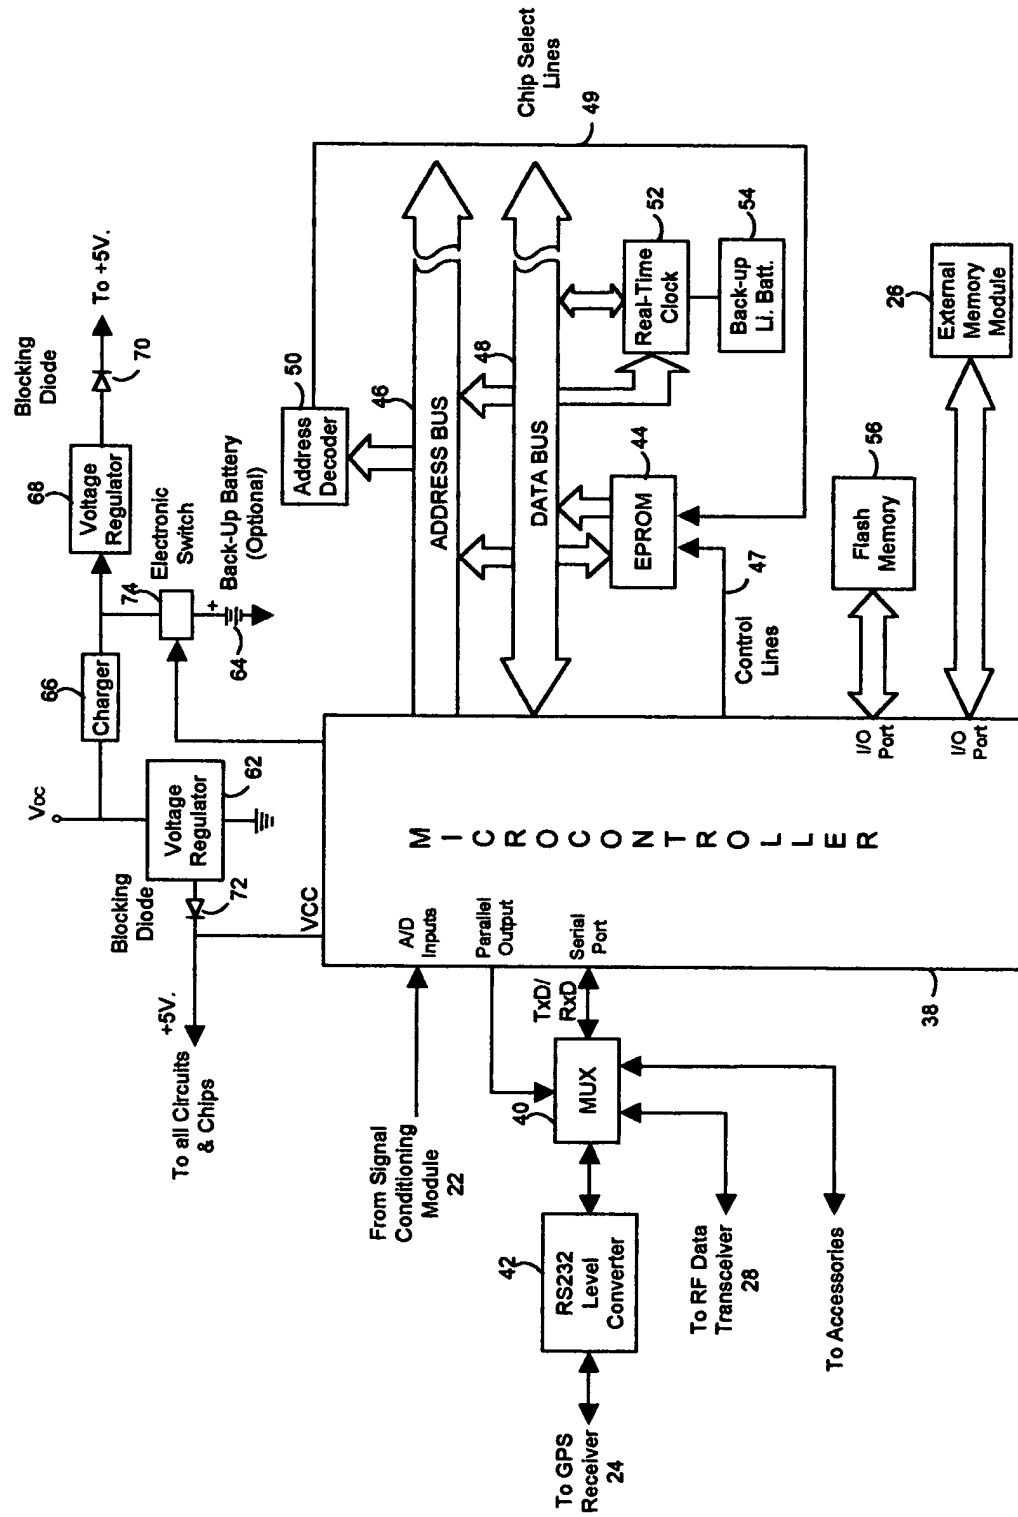 Chip Select
Lines
49
To +5V.
Blocking
Diode
70
68
Voltage
Regulator
Electronic
Switch
74
+
Back-Up Battery
(Optional)
64
66
Charger
VDC
Voltage
Regulator
62
Blocking
Diode
72
+5V.
To all Circuits
& Chips
VCC
50
Address
Decoder
46
ADDRESS BUS
48
DATA BUS
52
Real-Time
Clock
54
Back-up
Li. Batt.
44
EPROM
47
Control
Lines
56
Flash
Memory
26
External
Memory
Module
I/O
Port
I/O
Port
MICROCONTROLLER
A/D
Inputs
Parallel
Output
Serial
Port
38
TxD/
RxD
From Signal
Conditioning
Module
22
40
MUX
42
RS232
Level
Converter
To GPS
Receiver
24
To RF Data
Transceiver
28
To Accessories